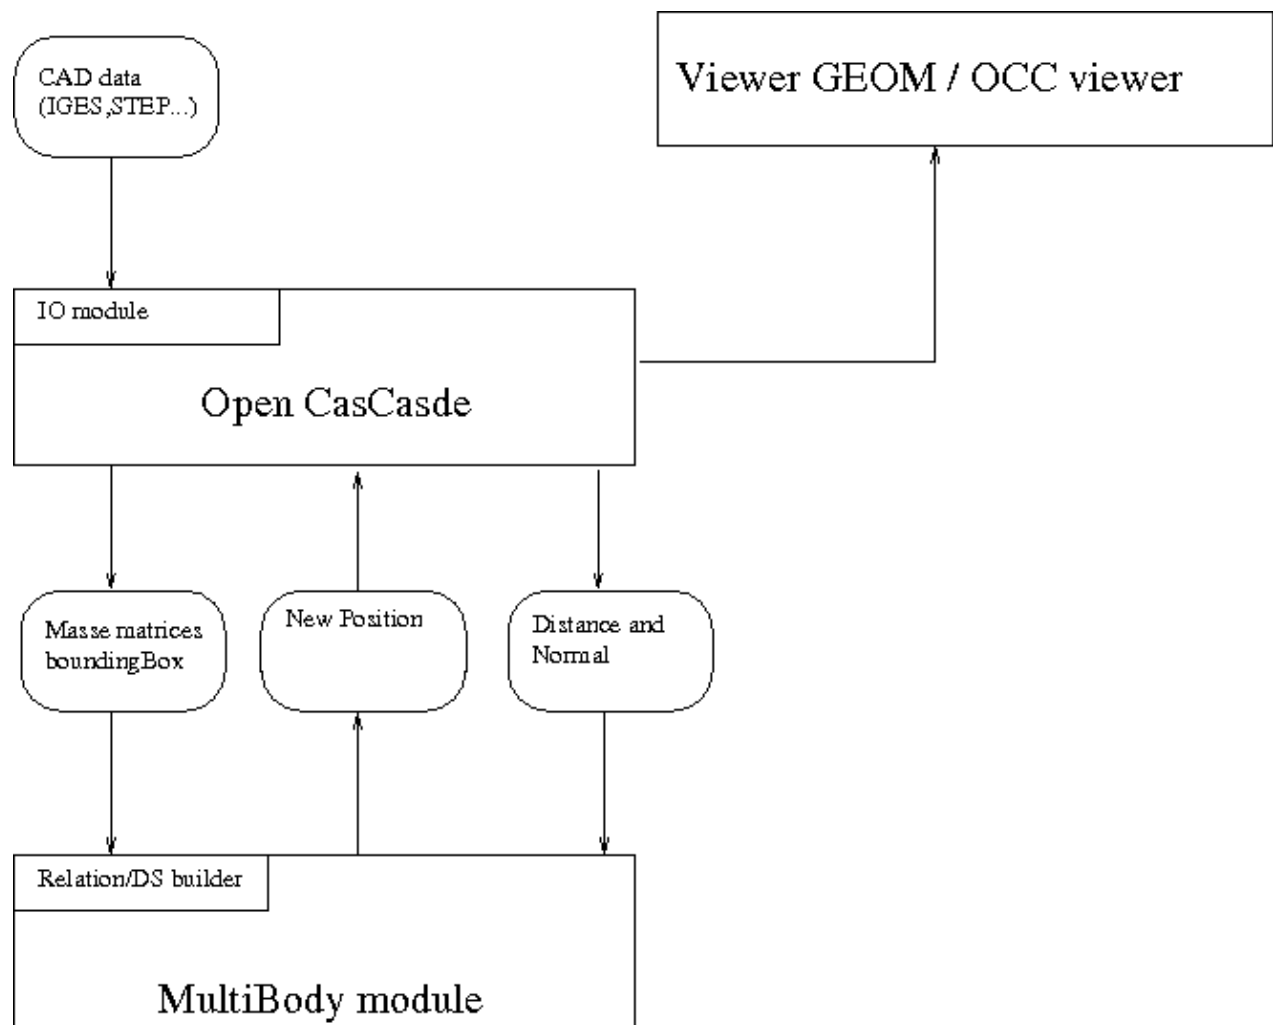 CAD data
(IGES,STEP...)
Viewer GEOM / OCC viewer
IO module
Open CasCasde
Masse matrices
boundingBox
New Position
Distance and
Normal
Relation/DS builder
MultiBody module